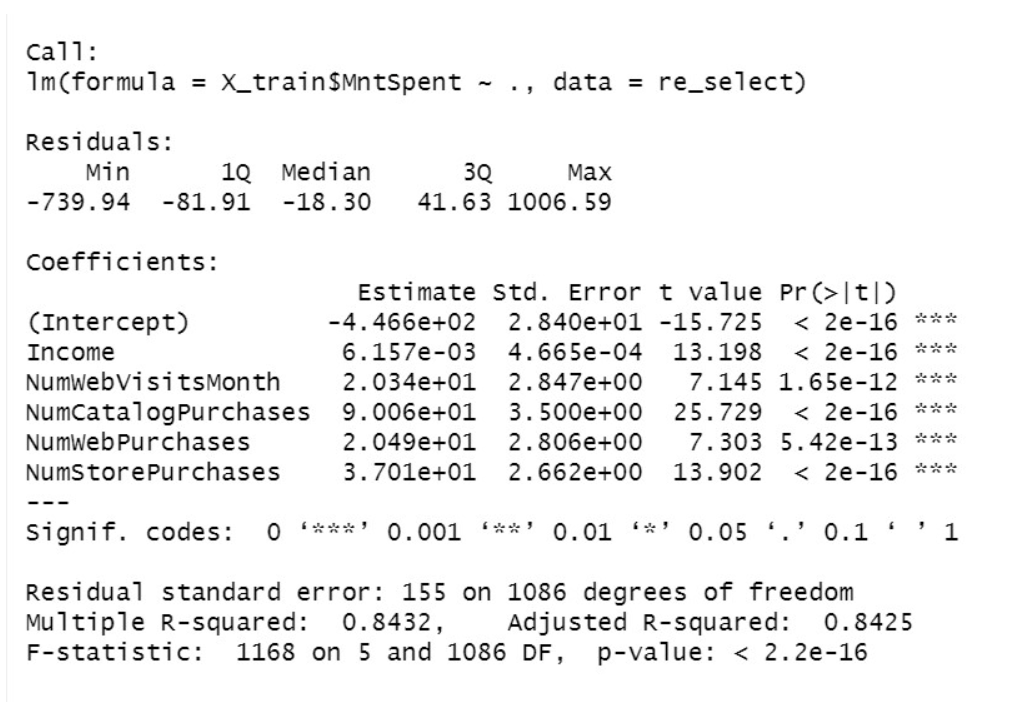 Call:
lm(formula = X_train$MntSpent ~ ., data = re_select)
Residuals:
    Min      1Q  Median      3Q     Max
-739.94  -81.91  -18.30   41.63 1006.59
Coefficients:
                      Estimate Std. Error t value Pr(>|t|)
(Intercept)         -4.466e+02  2.840e+01 -15.725  < 2e-16 ***
Income               6.157e-03  4.665e-04  13.198  < 2e-16 ***
NumWebVisitsMonth    2.034e+01  2.847e+00   7.145 1.65e-12 ***
NumCatalogPurchases  9.006e+01  3.500e+00  25.729  < 2e-16 ***
NumWebPurchases      2.049e+01  2.806e+00   7.303 5.42e-13 ***
NumStorePurchases    3.701e+01  2.662e+00  13.902  < 2e-16 ***
---
Signif. codes:  0 ‘***’ 0.001 ‘**’ 0.01 ‘*’ 0.05 ‘.’ 0.1 ‘ ’ 1
Residual standard error: 155 on 1086 degrees of freedom
Multiple R-squared:  0.8432,    Adjusted R-squared:  0.8425
F-statistic:  1168 on 5 and 1086 DF,  p-value: < 2.2e-16